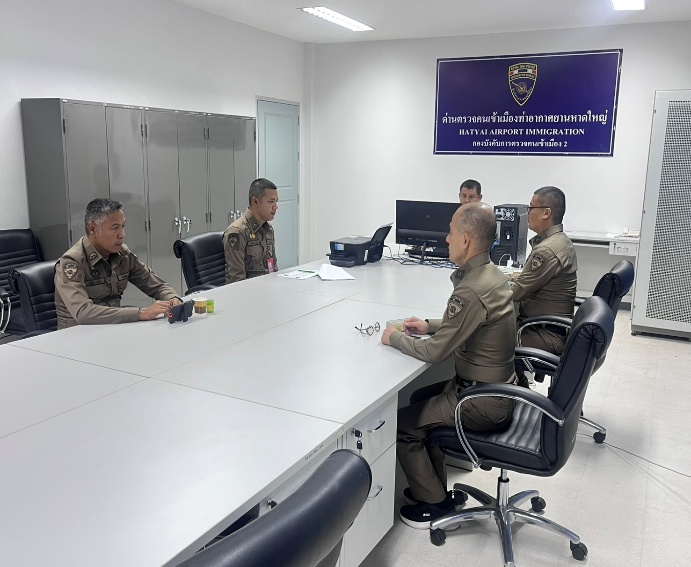 ด่านตรวจคนเข้าเมืองท่าอากาศยานหาดใหญ่
HATYAI AIRPORT IMMIGRATION
กองบังคับการตรวจคนเข้าเมือง 2